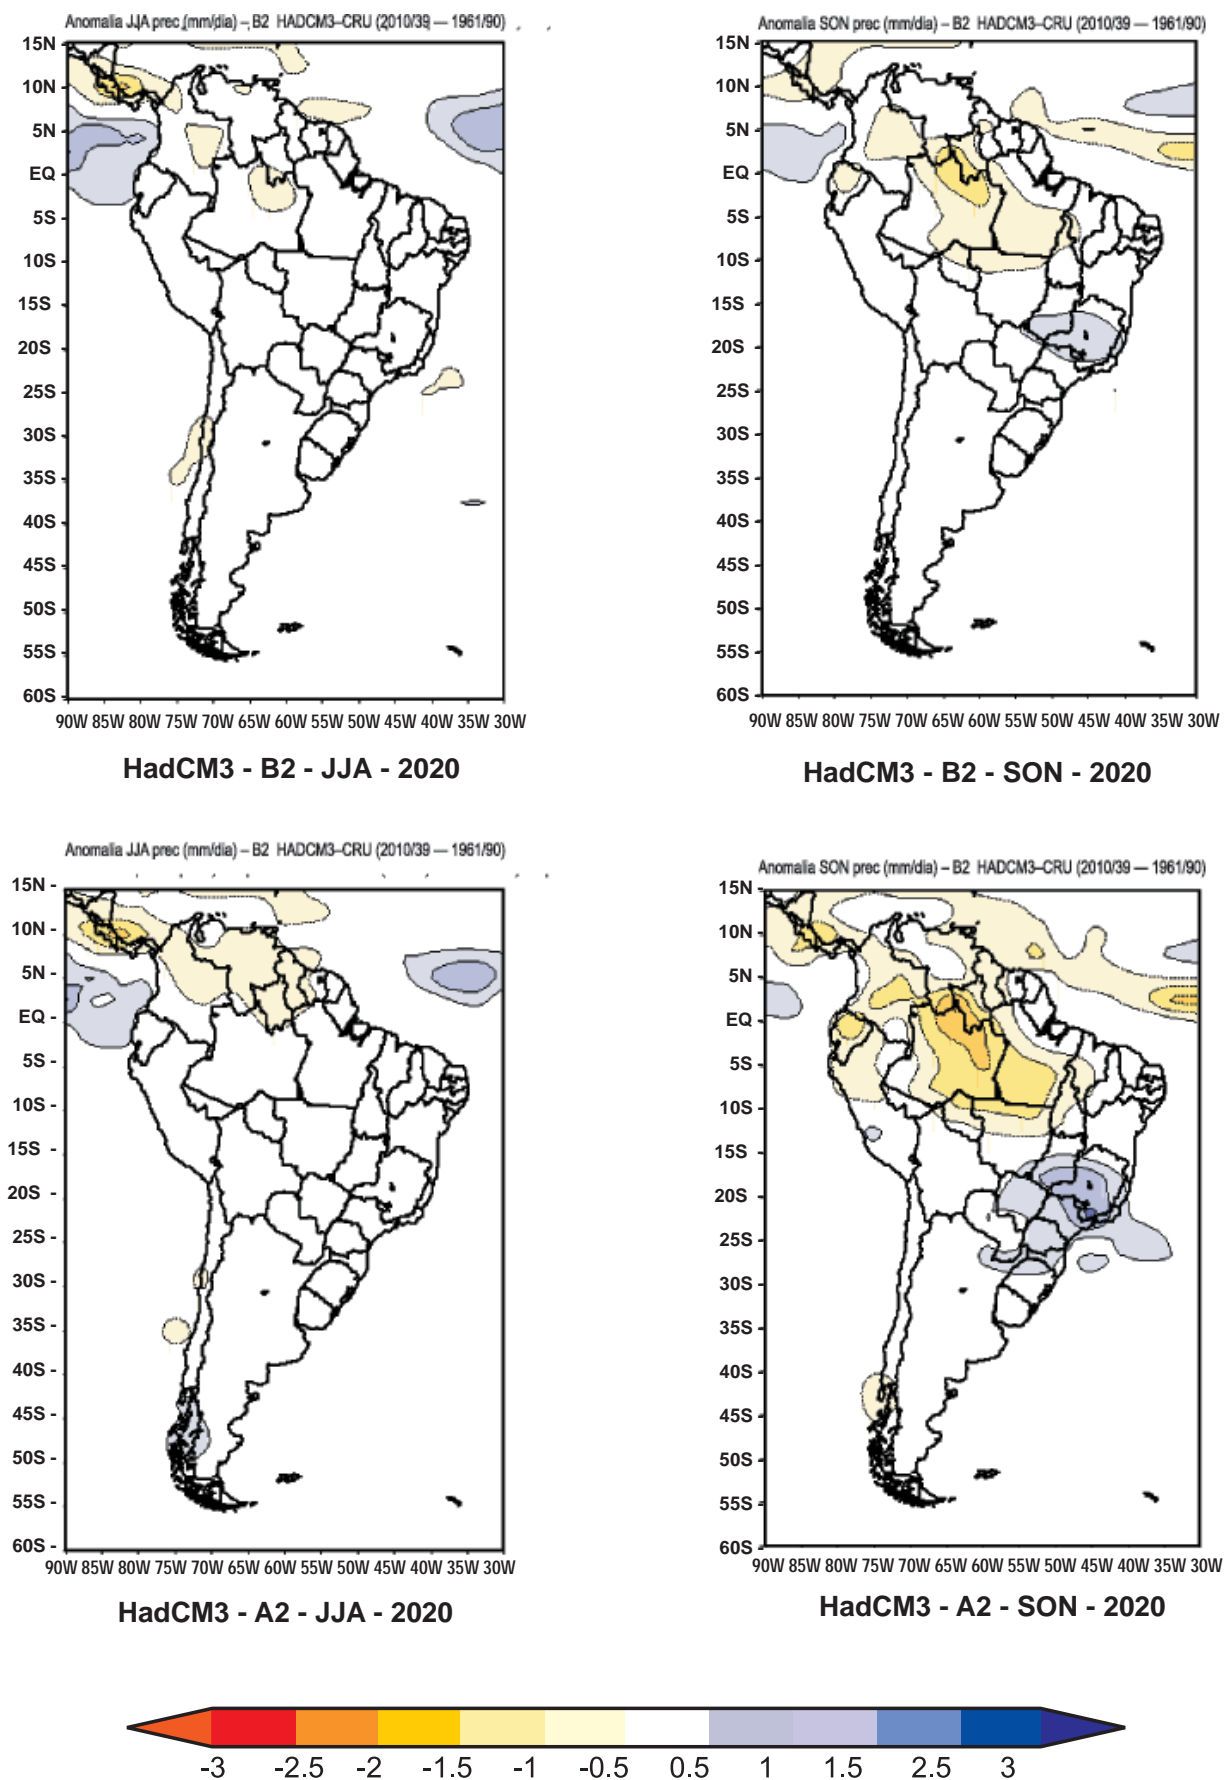 Anomalia JJA prec (mm/dia) – B2 HADCM3–CRU (2010/39 — 1961/90)
15N
10N
5N
EQ
5S
10S
15S
20S
25S
30S
35S
40S
45S
50S
55S
60S
90W 85W 80W 75W 70W 65W 60W 55W 50W 45W 40W 35W 30W
HadCM3 - B2 - JJA - 2020
Anomalia SON prec (mm/dia) – B2 HADCM3–CRU (2010/39 — 1961/90)
15N
10N
5N
EQ
5S
10S
15S
20S
25S
30S
35S
40S
45S
50S
55S
60S
90W 85W 80W 75W 70W 65W 60W 55W 50W 45W 40W 35W 30W
HadCM3 - B2 - SON - 2020
Anomalia JJA prec (mm/dia) – B2 HADCM3–CRU (2010/39 — 1961/90)
15N -
10N -
5N -
EQ -
5S -
10S -
15S -
20S -
25S -
30S -
35S -
40S -
45S -
50S -
55S -
60S -
90W 85W 80W 75W 70W 65W 60W 55W 50W 45W 40W 35W 30W
HadCM3 - A2 - JJA - 2020
Anomalia SON prec (mm/dia) – B2 HADCM3–CRU (2010/39 — 1961/90)
15N
10N
5N
EQ
5S
10S
15S
20S
25S
30S
35S
40S
45S
50S
55S
60S
90W 85W 80W 75W 70W 65W 60W 55W 50W 45W 40W 35W 30W
HadCM3 - A2 - SON - 2020
-3 -2.5 -2 -1.5 -1 -0.5 0.5 1 1.5 2.5 3